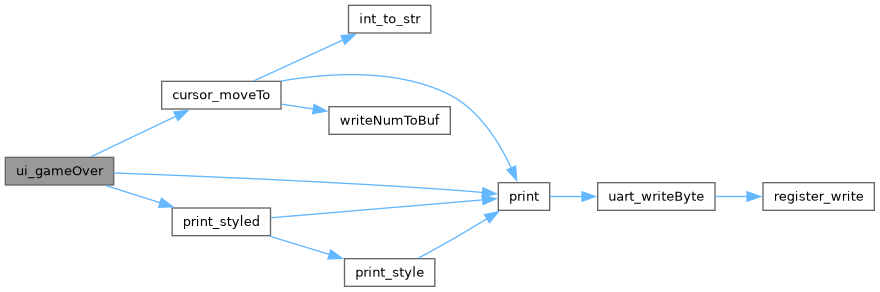 int_to_str
cursor_moveTo
writeNumToBuf
ui_gameOver
print
uart_writeByte
register_write
print_styled
print_style